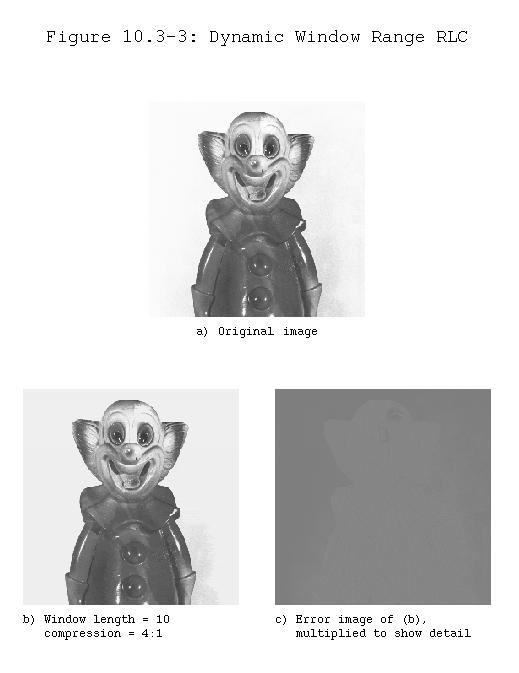 Figure 10.3-3: Dynamic Window Range RLC
a) Original image
b) Window length = 10
compression = 4:1
c) Error image of (b),
multiplied to show detail